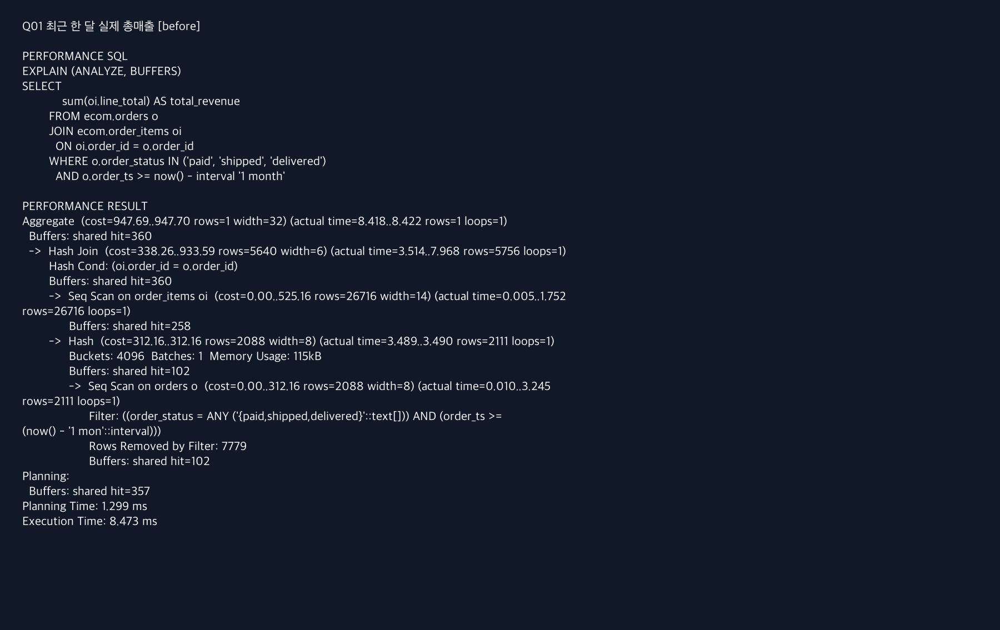 Q01 최근 한 달 실제 총매출 [before]
PERFORMANCE SQL
EXPLAIN (ANALYZE, BUFFERS)
SELECT
sum(oi.line_total) AS total_revenue
FROM ecom.orders o
JOIN ecom.order_items oi
ON oi.order_id = o.order_id
WHERE o.order_status IN ('paid', 'shipped', 'delivered')
AND o.order_ts >= now() - interval '1 month'
PERFORMANCE RESULT
Aggregate  (cost=947.69..947.70 rows=1 width=32) (actual time=8.418..8.422 rows=1 loops=1)
Buffers: shared hit=360
->  Hash Join  (cost=338.26..933.59 rows=5640 width=6) (actual time=3.514..7.968 rows=5756 loops=1)
Hash Cond: (oi.order_id = o.order_id)
Buffers: shared hit=360
->  Seq Scan on order_items oi  (cost=0.00..525.16 rows=26716 width=14) (actual time=0.005..1.752
rows=26716 loops=1)
Buffers: shared hit=258
->  Hash  (cost=312.16..312.16 rows=2088 width=8) (actual time=3.489..3.490 rows=2111 loops=1)
Buckets: 4096  Batches: 1  Memory Usage: 115kB
Buffers: shared hit=102
->  Seq Scan on orders o  (cost=0.00..312.16 rows=2088 width=8) (actual time=0.010..3.245
rows=2111 loops=1)
Filter: ((order_status = ANY ('{paid,shipped,delivered}'::text[])) AND (order_ts >=
(now() - '1 mon'::interval)))
Rows Removed by Filter: 7779
Buffers: shared hit=102
Planning:
Buffers: shared hit=357
Planning Time: 1.299 ms
Execution Time: 8.473 ms